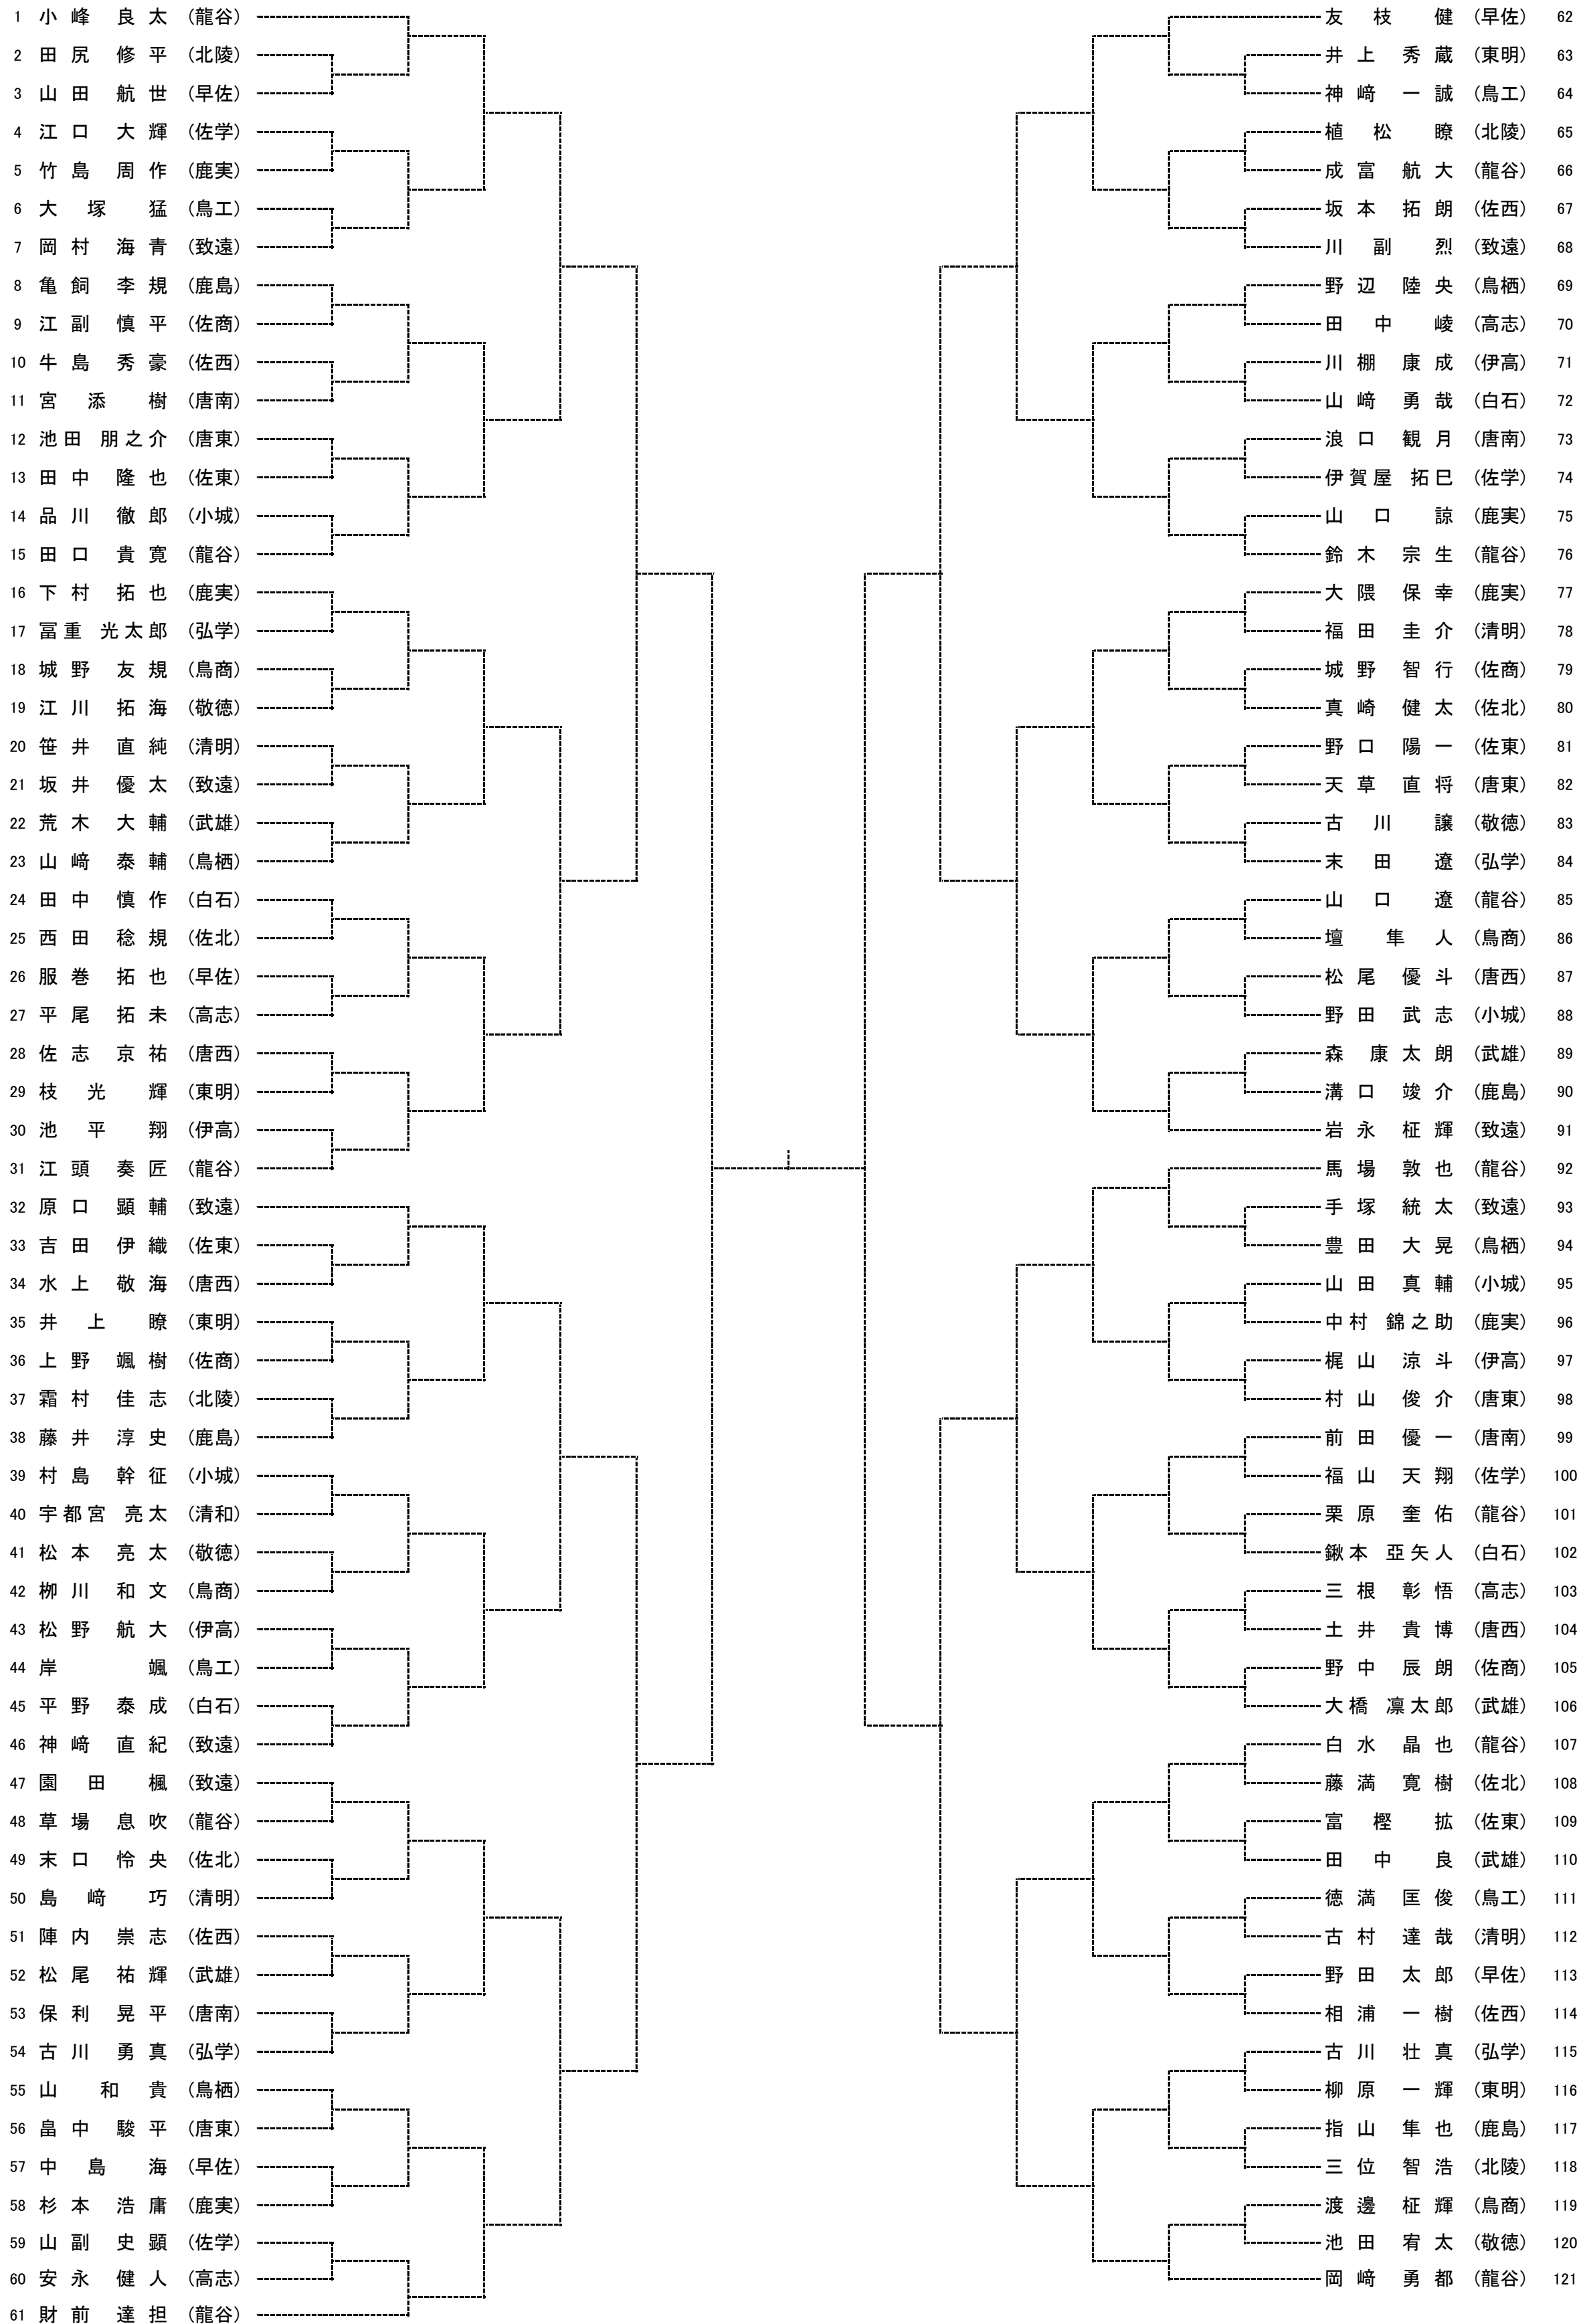 1 小峰良太 (龍谷)
2 田尻修平 (北陵)
3 山田航世 (早佐)
4 江口大輝 (佐学)
5 竹島周作 (鹿実)
6 大塚猛 (鳥工)
7 岡村海青 (致遠)
8 亀飼李規 (鹿島)
9 江副慎平 (佐商)
10 牛島秀豪 (佐西)
11 宮添樹 (唐南)
12 池田朋之介 (唐東)
13 田中隆也 (佐東)
14 品川徹郎 (小城)
15 田口貴寛 (龍谷)
16 下村拓也 (鹿実)
17 冨重光太郎 (弘学)
18 城野友規 (鳥商)
19 江川拓海 (敬徳)
20 笹井直純 (清明)
21 坂井優太 (致遠)
22 荒木大輔 (武雄)
23 山﨑泰輔 (鳥栖)
24 田中慎作 (白石)
25 西田稔規 (佐北)
26 服巻拓也 (早佐)
27 平尾拓未 (高志)
28 佐志京祐 (唐西)
29 枝光輝 (東明)
30 池平翔 (伊高)
31 江頭奏匠 (龍谷)
32 原口顕輔 (致遠)
33 吉田伊織 (佐東)
34 水上敬海 (唐西)
35 井上瞭 (東明)
36 上野颯樹 (佐商)
37 霜村佳志 (北陵)
38 藤井淳史 (鹿島)
39 村島幹征 (小城)
40 宇都宮亮太 (清和)
41 松本亮太 (敬徳)
42 栁川和文 (鳥商)
43 松野航大 (伊高)
44 岸颯 (鳥工)
45 平野泰成 (白石)
46 神﨑直紀 (致遠)
47 園田楓 (致遠)
48 草場息吹 (龍谷)
49 末口怜央 (佐北)
50 島﨑巧 (清明)
51 陣内崇志 (佐西)
52 松尾祐輝 (武雄)
53 保利晃平 (唐南)
54 古川勇真 (弘学)
55 山和貴 (鳥栖)
56 畠中駿平 (唐東)
57 中島海 (早佐)
58 杉本浩庸 (鹿実)
59 山副史顕 (佐学)
60 安永健人 (高志)
61 財前達担 (龍谷)
友枝健 (早佐) 62
井上秀蔵 (東明) 63
神﨑一誠 (鳥工) 64
植松瞭 (北陵) 65
成富航大 (龍谷) 66
坂本拓朗 (佐西) 67
川副烈 (致遠) 68
野辺陸央 (鳥栖) 69
田中崚 (高志) 70
川棚康成 (伊高) 71
山﨑勇哉 (白石) 72
浪口観月 (唐南) 73
伊賀屋拓巳 (佐学) 74
山口諒 (鹿実) 75
鈴木宗生 (龍谷) 76
大隈保幸 (鹿実) 77
福田圭介 (清明) 78
城野智行 (佐商) 79
真崎健太 (佐北) 80
野口陽一 (佐東) 81
天草直将 (唐東) 82
古川譲 (敬徳) 83
末田遼 (弘学) 84
山口遼 (龍谷) 85
壇隼人 (鳥商) 86
松尾優斗 (唐西) 87
野田武志 (小城) 88
森康太朗 (武雄) 89
溝口竣介 (鹿島) 90
岩永柾輝 (致遠) 91
馬場敦也 (龍谷) 92
手塚統太 (致遠) 93
豊田大晃 (鳥栖) 94
山田真輔 (小城) 95
中村錦之助 (鹿実) 96
梶山涼斗 (伊高) 97
村山俊介 (唐東) 98
前田優一 (唐南) 99
福山天翔 (佐学) 100
栗原奎佑 (龍谷) 101
鍬本亞矢人 (白石) 102
三根彰悟 (高志) 103
土井貴博 (唐西) 104
野中辰朗 (佐商) 105
大橋凛太郎 (武雄) 106
白水晶也 (龍谷) 107
藤満寛樹 (佐北) 108
富樫拡 (佐東) 109
田中良 (武雄) 110
徳満匡俊 (鳥工) 111
古村達哉 (清明) 112
野田太郎 (早佐) 113
相浦一樹 (佐西) 114
古川壮真 (弘学) 115
柳原一輝 (東明) 116
指山隼也 (鹿島) 117
三位智浩 (北陵) 118
渡邊柾輝 (鳥商) 119
池田宥太 (敬徳) 120
岡﨑勇都 (龍谷) 121